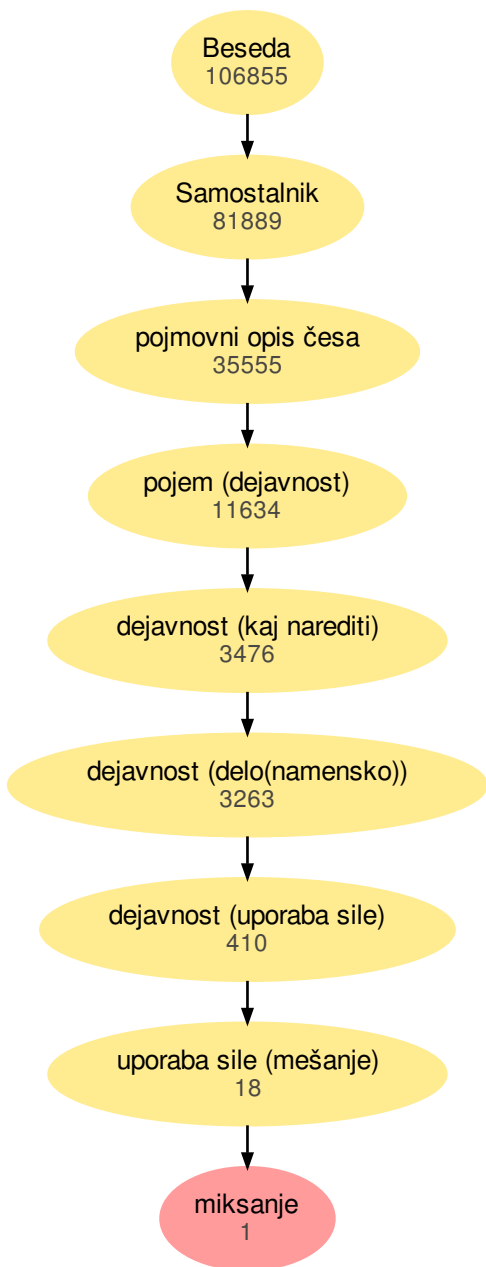 Beseda
106855
Samostalnik
81889
pojmovni opis česa
35555
pojem (dejavnost)
11634
dejavnost (kaj narediti)
3476
dejavnost (delo(namensko))
3263
dejavnost (uporaba sile)
410
uporaba sile (mešanje)
18
miksanje
1